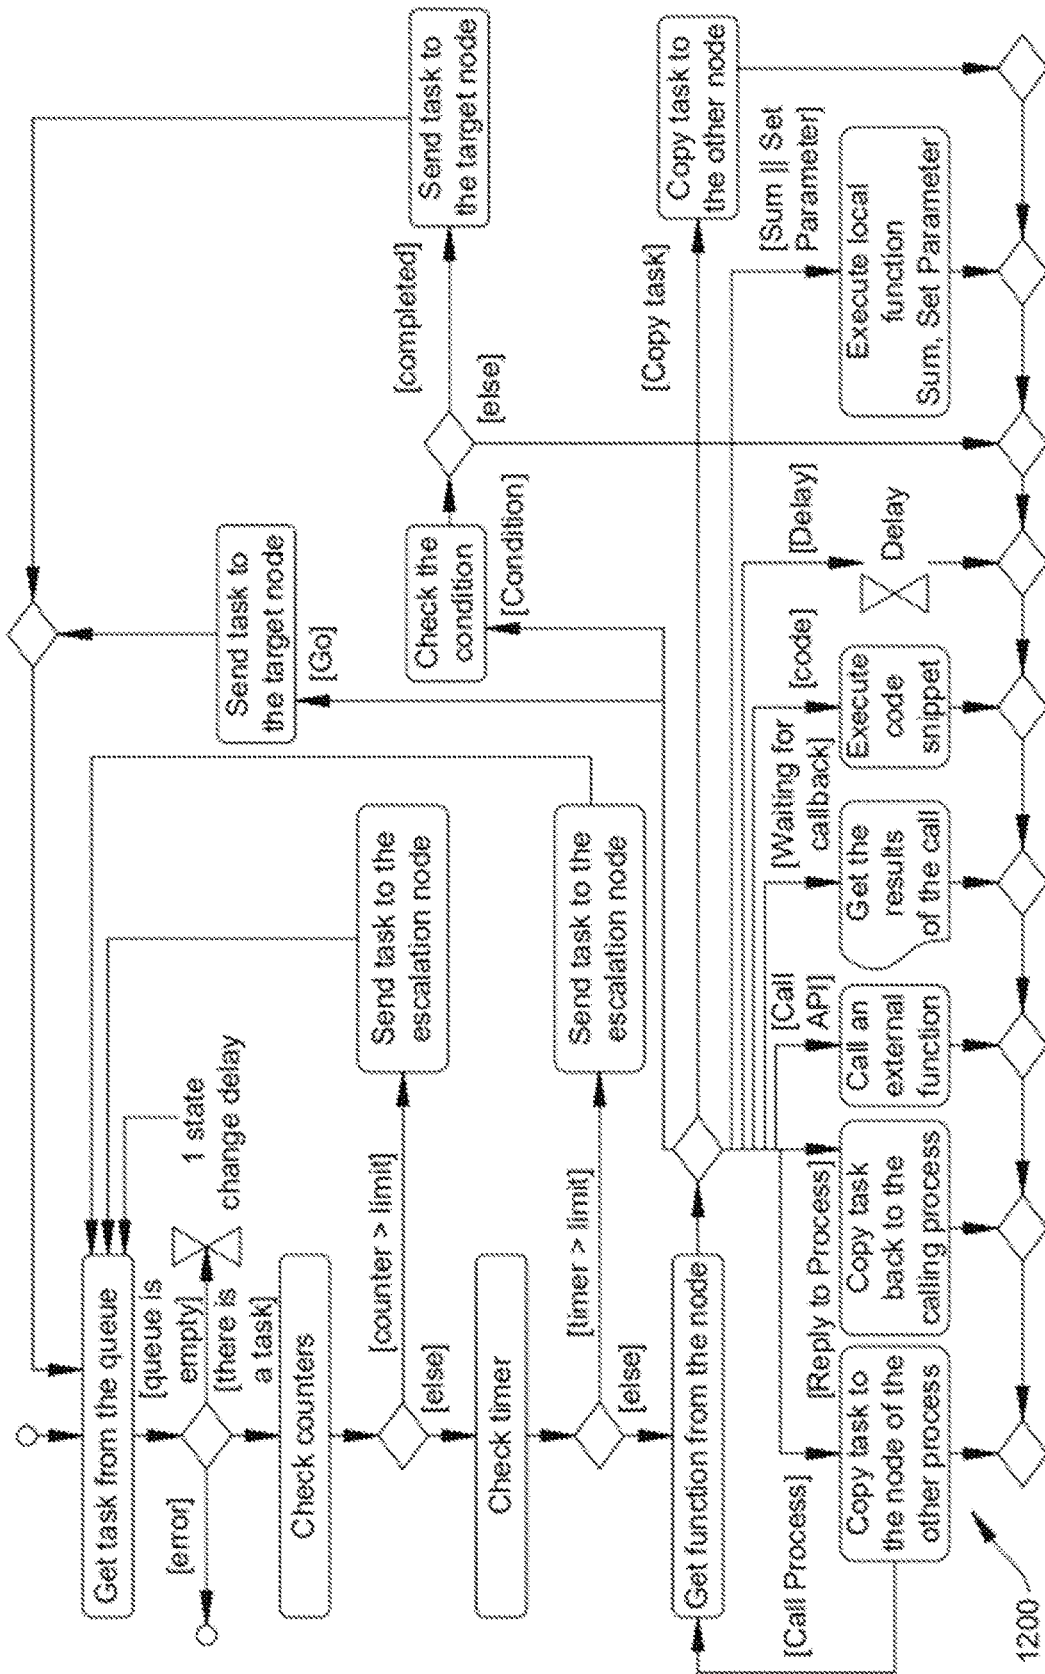 Get task from the queue
[error]
[queue is
empty]
[there is
a task]
1 state
change delay
Check counters
[counter > limit]
[else]
Send task to the
escalation node
Check timer
[timer > limit]
[else]
Send task to the
escalation node
Get function from the node
Send task to
the target node
[Go]
Check the
condition
[Condition]
[completed]
[else]
Send task to
the target node
[Copy task]
Copy task to
the other node
[Call Process]
Copy task to
the node of the
other process
[Reply to Process]
Copy task
back to the
calling process
[Call
API]
Call an
external
function
[Waiting for
callback]
Get the
results
of the call
[code]
Execute
code
snippet
[Delay]
Delay
[Sum || Set
Parameter]
Execute local
function
Sum, Set Parameter
1200